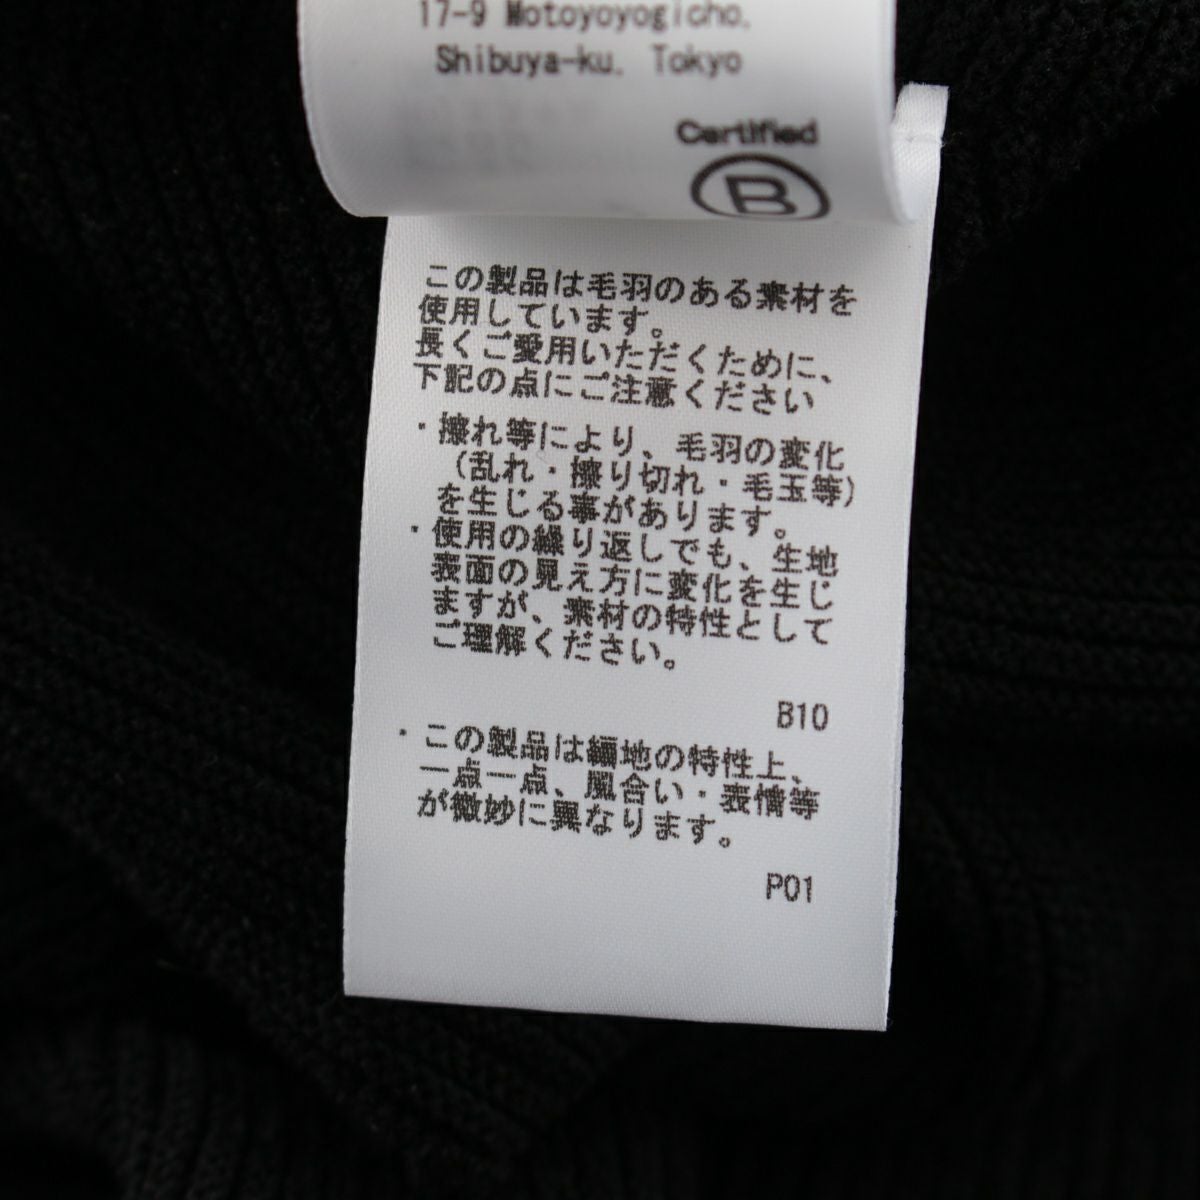 17-9 Motoyoyogicho,
Shibuya-ku, Tokyo
Certified
B
この製品は毛羽のある素材を
使用しています。
長くご愛用いただくために、
下記の点にご注意ください
・擦れ等により、毛羽の変化
（乱れ・擦り切れ・毛玉等）
を生じる事があります。
・使用の繰り返しでも、生地
表面の見え方に変化を生じ
ますが、素材の特性として
ご理解ください。
B10
・この製品は編地の特性上、
一点一点、風合い・表情等
が微妙に異なります。
P01